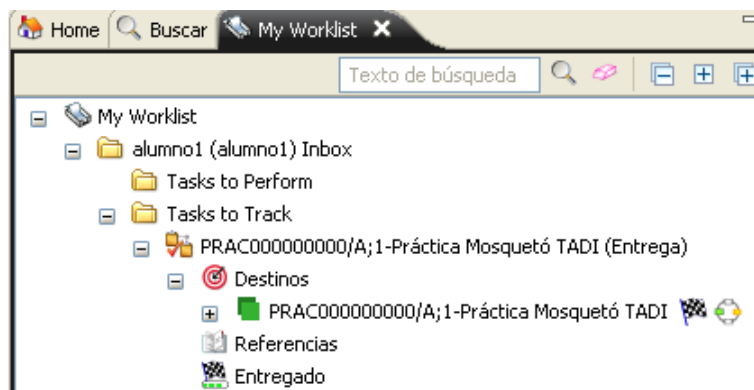 Home Buscar My Worklist
Texto de búsqueda
My Worklist
alumno1 (alumno1) Inbox
Tasks to Perform
Tasks to Track
PRAC000000000/A;1-Práctica Mosquetó TADI (Entrega)
Destinos
PRAC000000000/A;1-Práctica Mosquetó TADI
Referencias
Entregado